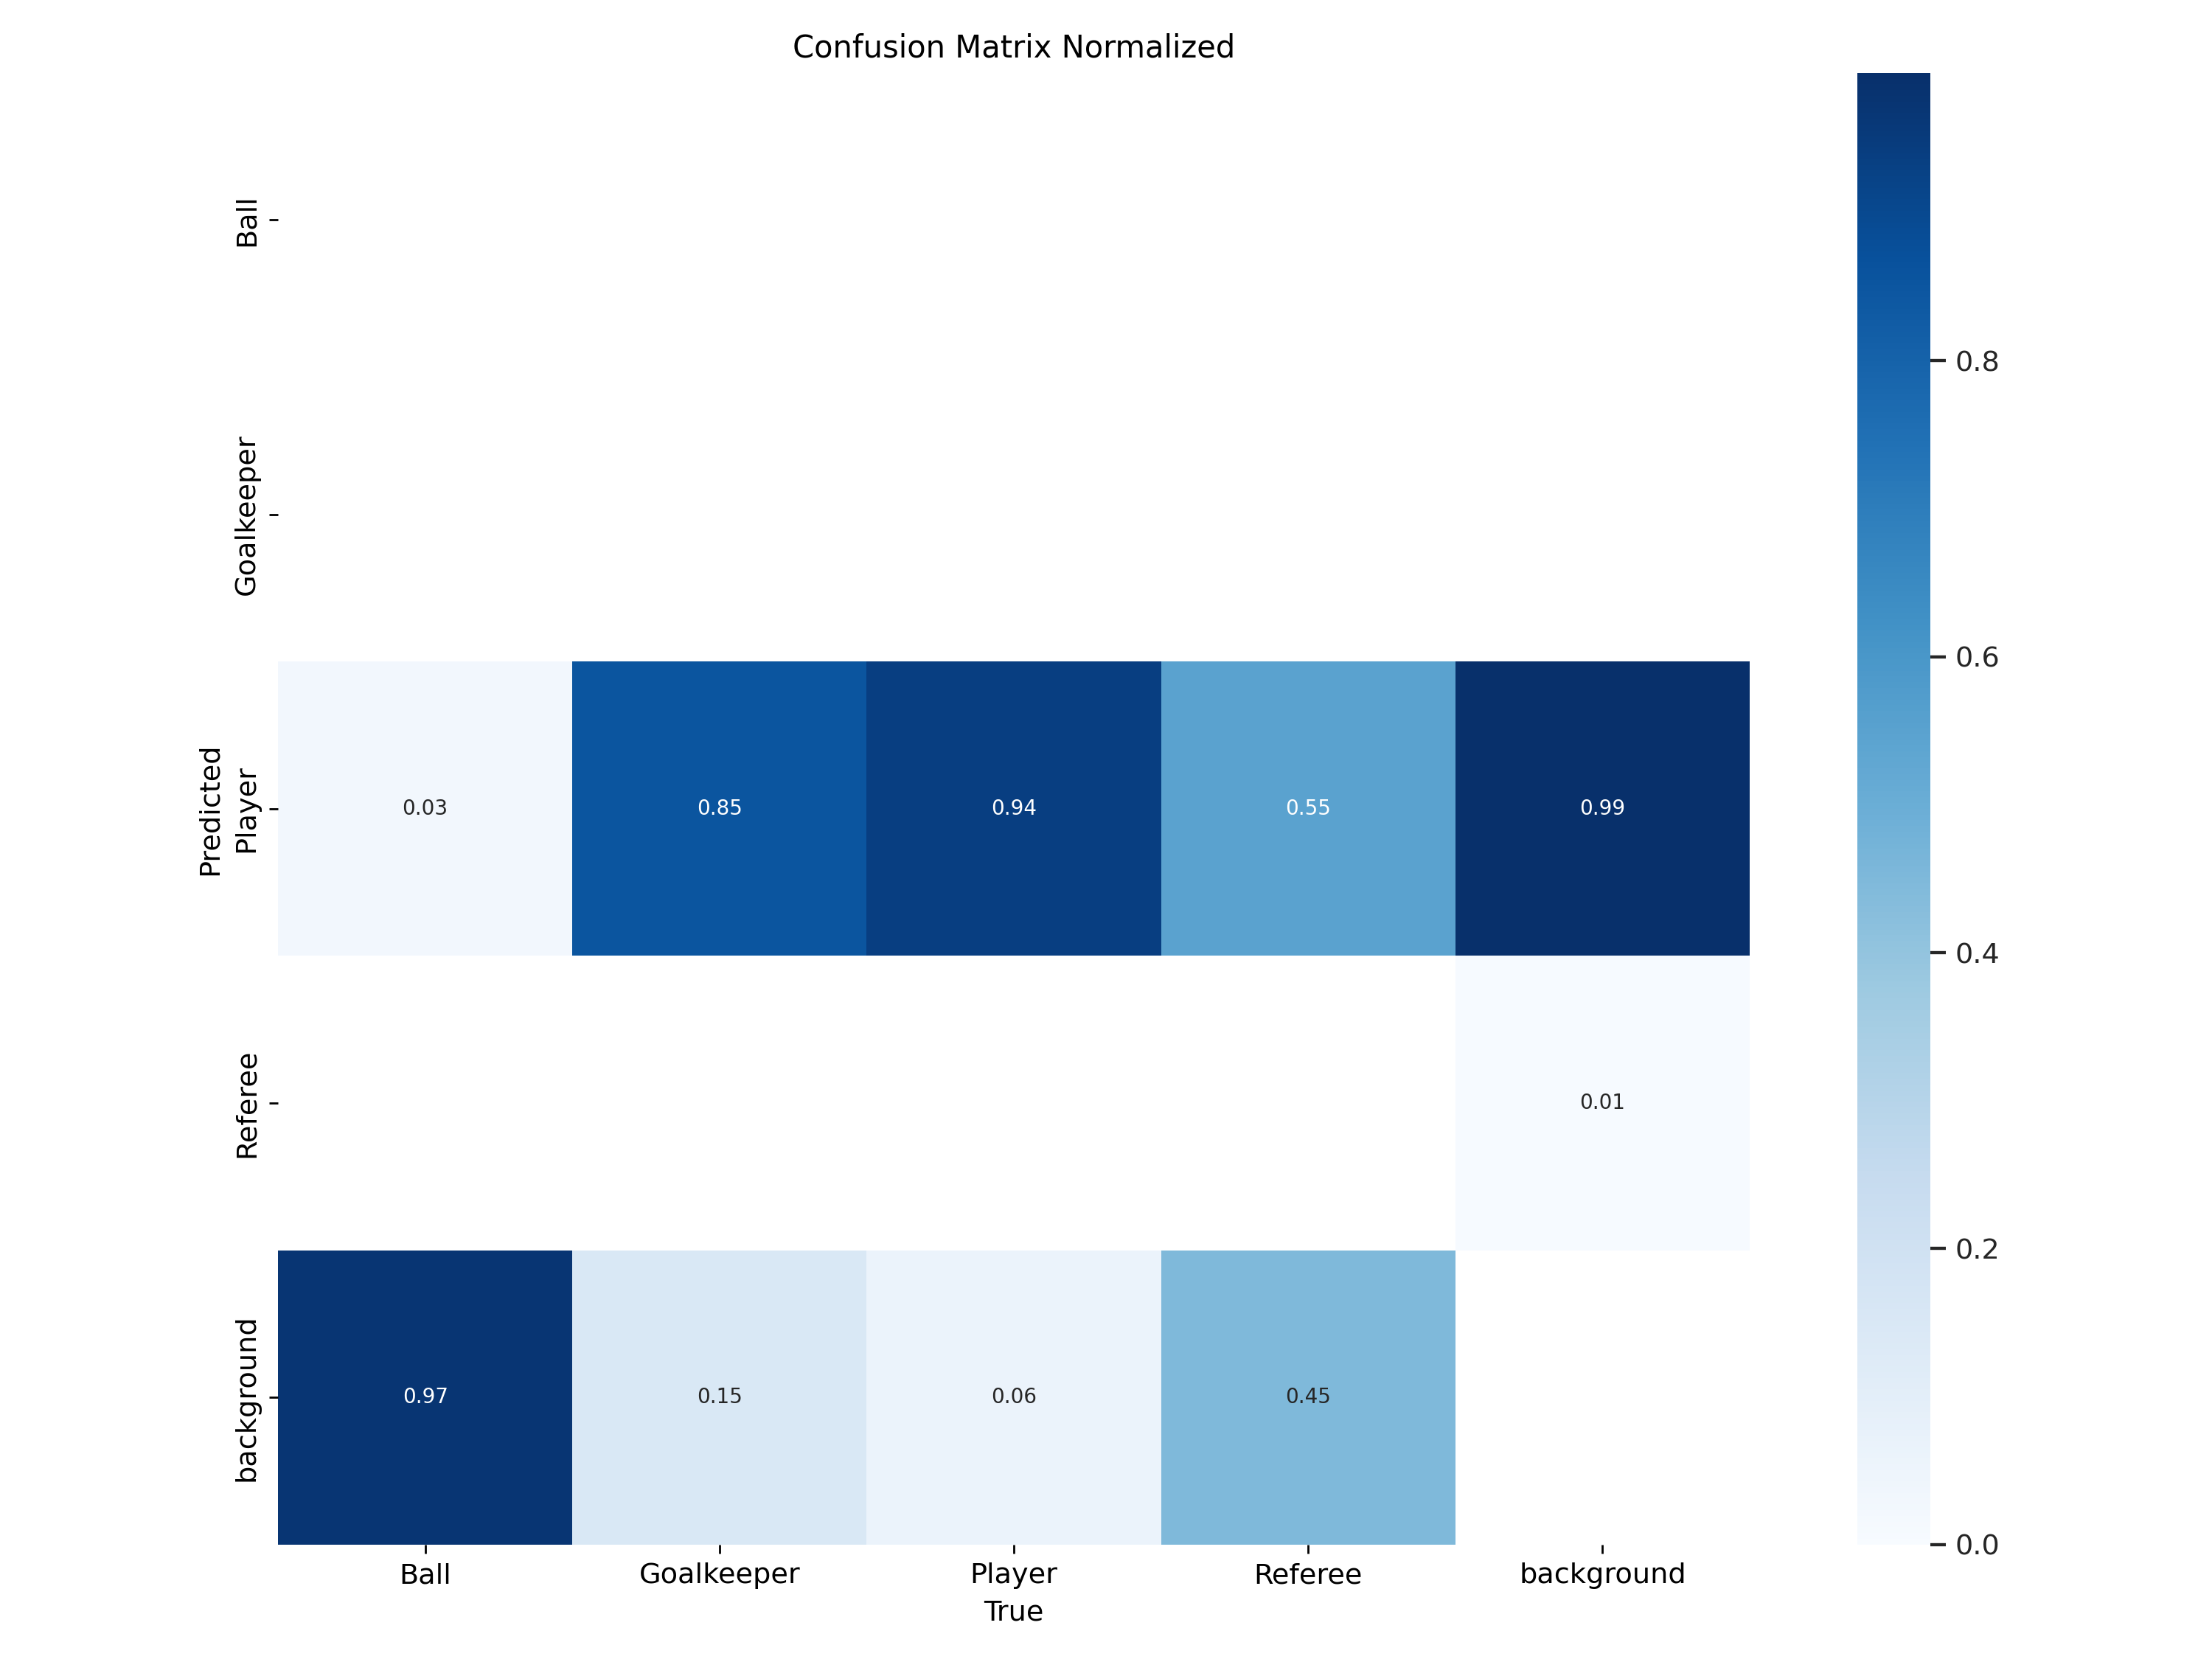 Confusion Matrix Normalized
Ball
Goalkeeper
Player
Referee
background
Predicted
0.03 0.85 0.94 0.55 0.99
0.01
0.97 0.15 0.06 0.45
Ball Goalkeeper Player Referee background
True
0.8
0.6
0.4
0.2
0.0